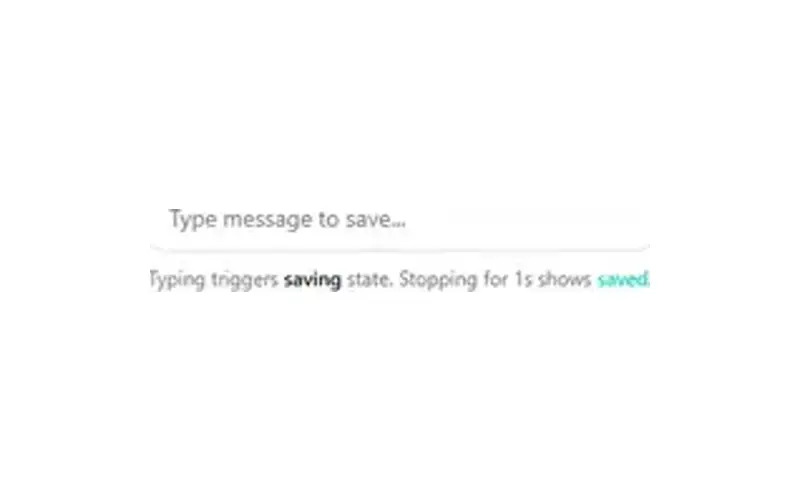 Type message to save...
Typing triggers saving state. Stopping for 1s shows saved.